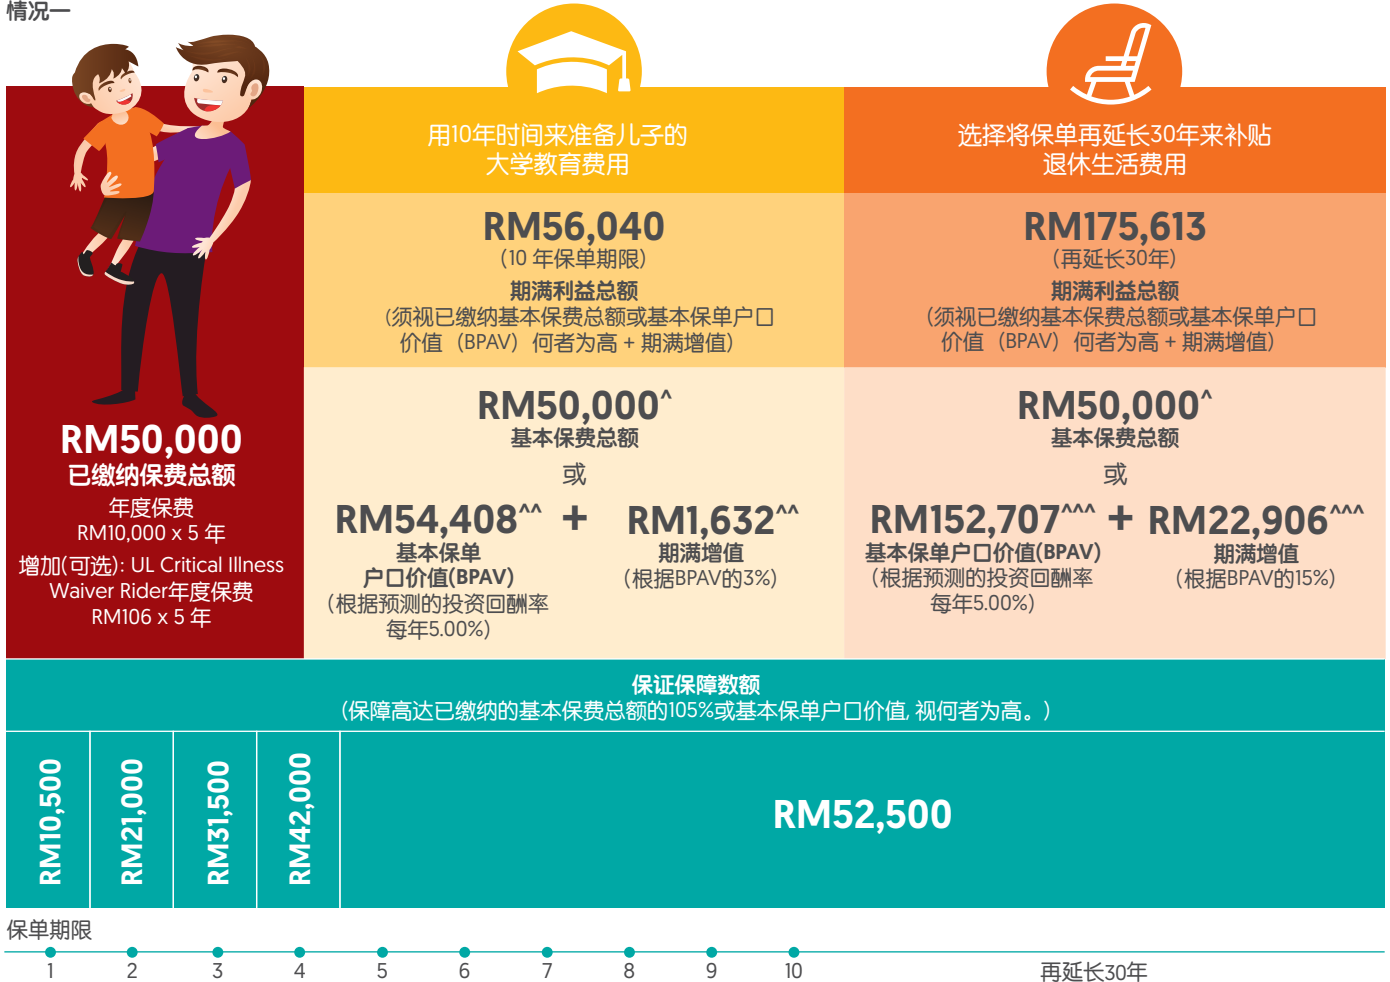 情况一
RM50,000
已缴纳保费总额
年度保费
RM10,000 x 5 年
增加(可选): UL Critical Illness
Waiver Rider年度保费
RM106 x 5 年
用10年时间来准备儿子的
大学教育费用
RM56,040
(10 年保单期限)
期满利益总额
(须视已缴纳基本保费总额或基本保单户口
价值（BPAV）何者为高 + 期满增值)
RM50,000^
基本保费总额
或
RM54,408^^ + RM1,632^^
基本保单
户口价值(BPAV)
(根据预测的投资回酬率
每年5.00%)
期满增值
(根据BPAV的3%)
选择将保单再延长30年来补贴
退休生活费用
RM175,613
(再延长30年)
期满利益总额
(须视已缴纳基本保费总额或基本保单户口
价值（BPAV）何者为高 + 期满增值)
RM50,000^
基本保费总额
或
RM152,707^^^ + RM22,906^^^
基本保单户口价值(BPAV)
(根据预测的投资回酬率
每年5.00%)
期满增值
(根据BPAV的15%)
保证保障数额
(保障高达已缴纳的基本保费总额的105%或基本保单户口价值, 视何者为高。)
RM10,500
RM21,000
RM31,500
RM42,000
RM52,500
保单期限
1 2 3 4 5 6 7 8 9 10 再延长30年